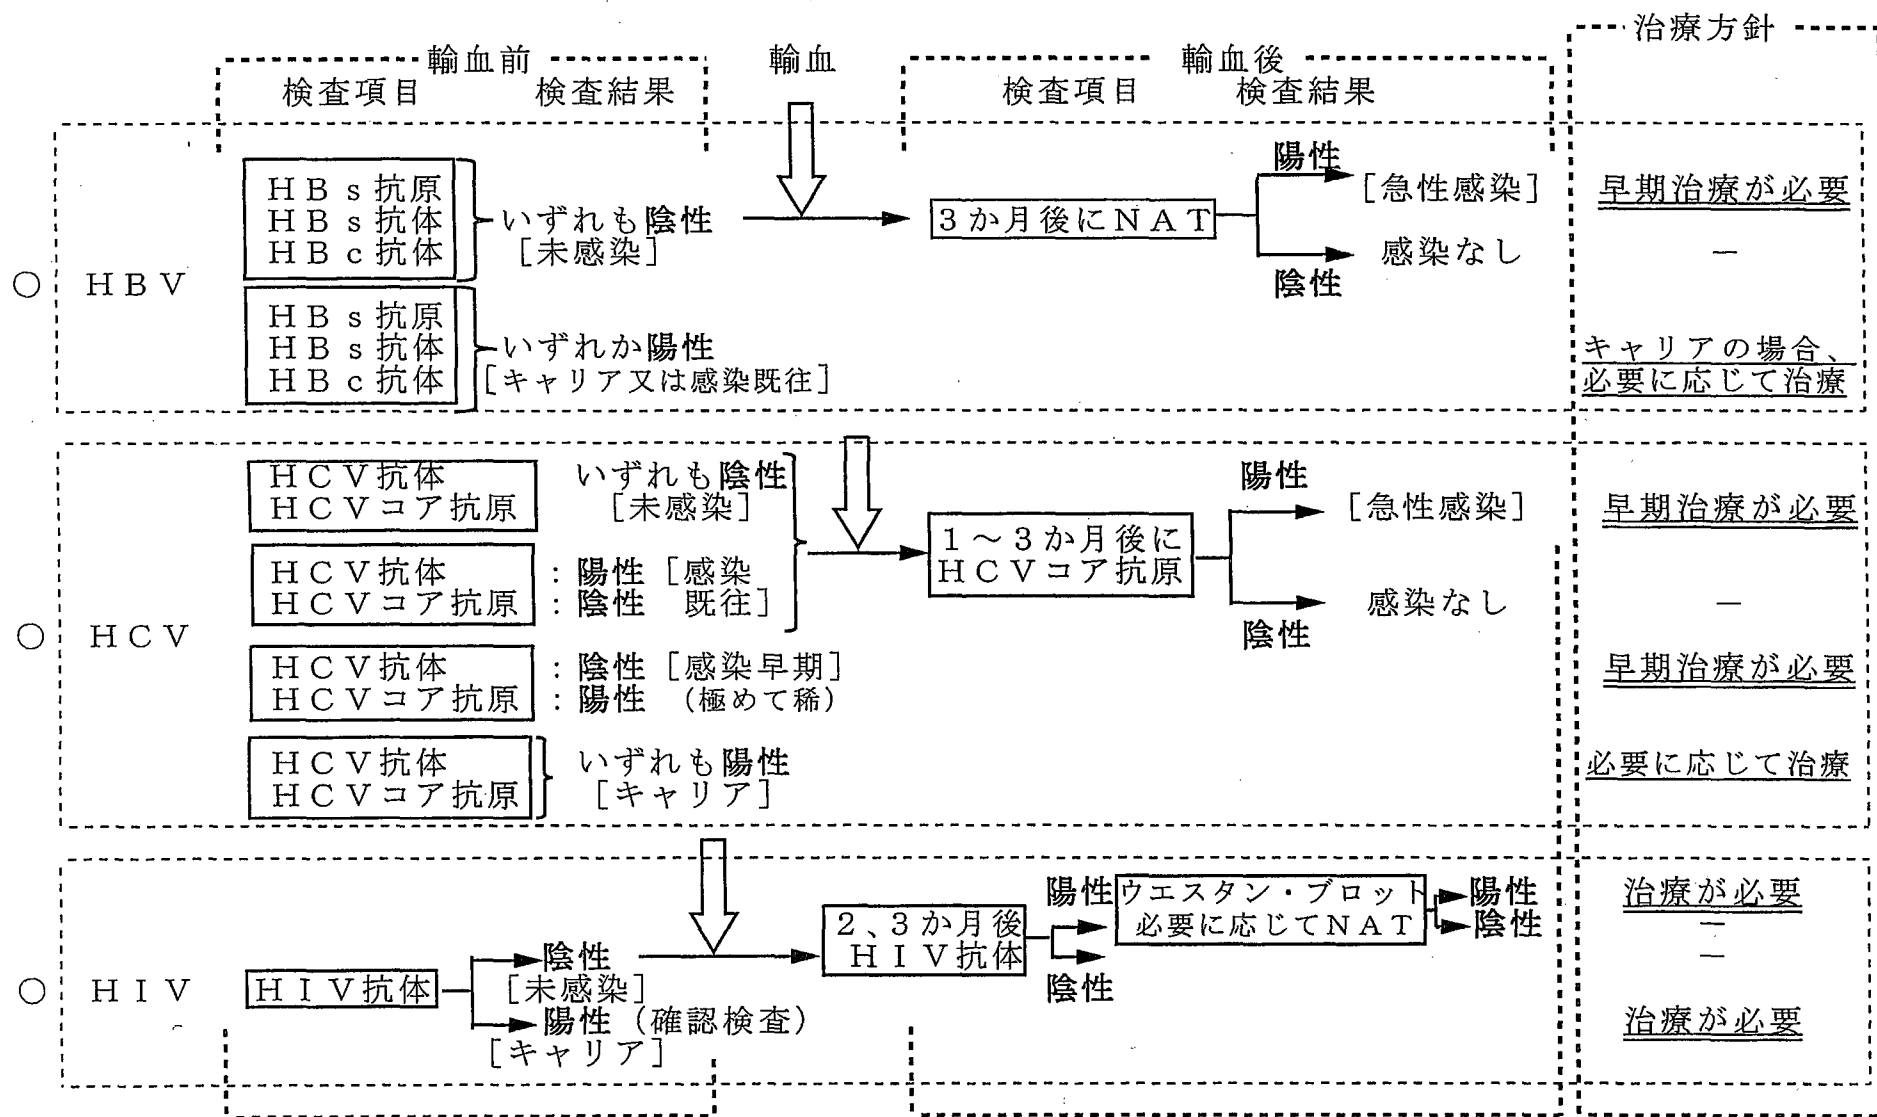 治療方針
輸血前 輸血 輸血後
検査項目 検査結果 検査項目 検査結果
○ HBV
HBs抗原
HBs抗体
HBc抗体
いずれも陰性
[未感染]
3か月後にNAT
陽性
[急性感染]
早期治療が必要
感染なし
陰性
－
HBs抗原
HBs抗体
HBc抗体
いずれか陽性
[キャリア又は感染既往]
キャリアの場合、
必要に応じて治療
○ HCV
HCV抗体
HCVコア抗原
いずれも陰性
[未感染]
HCV抗体 : 陽性 [感染
HCVコア抗原 : 陰性 既往]
1～3か月後に
HCVコア抗原
陽性
[急性感染]
早期治療が必要
感染なし
陰性
－
HCV抗体 : 陰性 [感染早期]
HCVコア抗原 : 陽性 (極めて稀)
早期治療が必要
HCV抗体
HCVコア抗原
いずれも陽性
[キャリア]
必要に応じて治療
○ HIV
HIV抗体
陰性
[未感染]
陽性 (確認検査)
[キャリア]
2、3か月後
HIV抗体
陽性
陰性
ウエスタン・ブロット
必要に応じてNAT
陽性
陰性
治療が必要
－
－
治療が必要